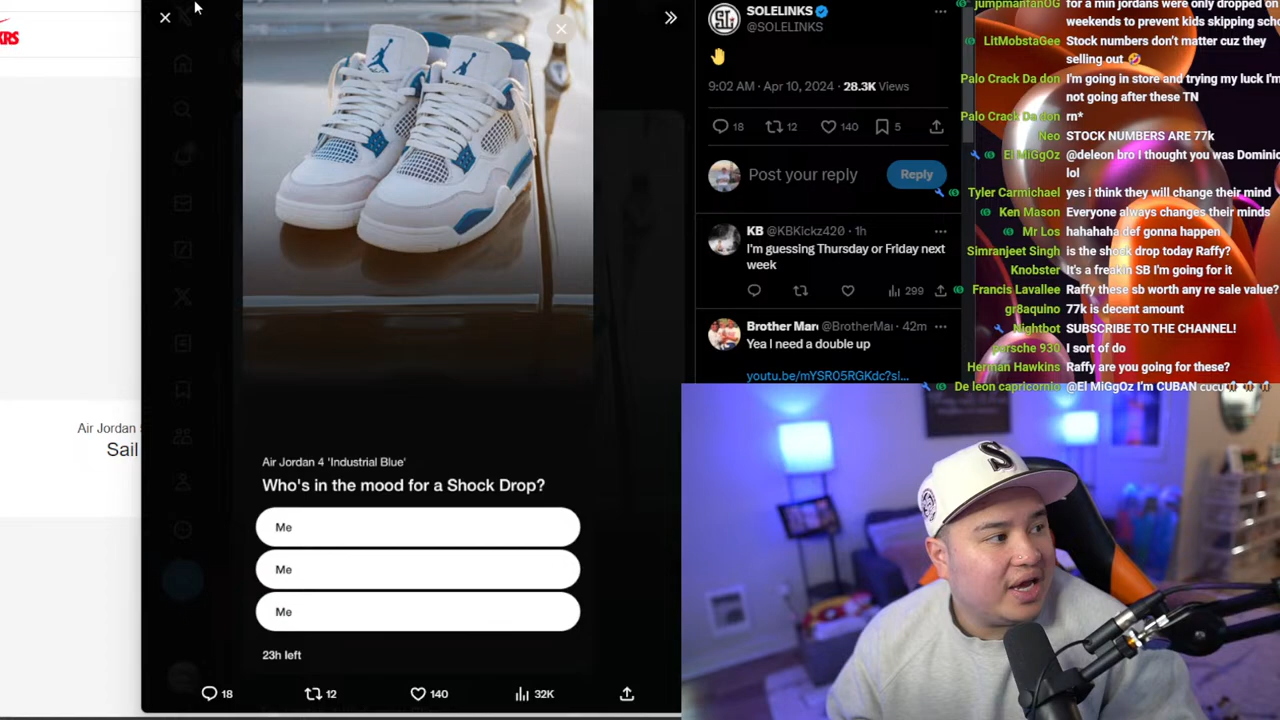 KRS
Air Jordan
Sail
Air Jordan 4 'Industrial Blue'
Who's in the mood for a Shock Drop?
Me
Me
Me
23h left
18
12
140
32K
SOLELINKS
@SOLELINKS
9:02 AM · Apr 10, 2024 · 28.3K Views
18
12
140
5
Post your reply
Reply
KB @KBKickz420 · 1h
I'm guessing Thursday or Friday next
week
299
Brother Marc @BrotherMar · 42m
Yea I need a double up
youtu.be/mYSR05RGKdc?si...
jumpmanfanOG for a min jordans were only dropped on
weekends to prevent kids skipping scho
LitMobstaGee Stock numbers don't matter cuz they
selling out
Palo Crack Da don I'm going in store and trying my luck I'm
not going after these TN
Palo Crack Da don rn*
Neo STOCK NUMBERS ARE 77k
El MiGgOz @deleon bro I thought you was Dominic
lol
Tyler Carmichael yes i think they will change their mind
Ken Mason Everyone always changes their minds
Mr Los hahahaha def gonna happen
Simranjeet Singh is the shock drop today Raffy?
Knobster It's a freakin SB I'm going for it
Francis Lavallee Raffy these sb worth any re sale value?
gr8aquino 77k is decent amount
Nightbot SUBSCRIBE TO THE CHANNEL!
porsche 930 I sort of do
Herman Hawkins Raffy are you going for these?
De leon capricornio @El MiGgOz I'm CUBAN cucu
S